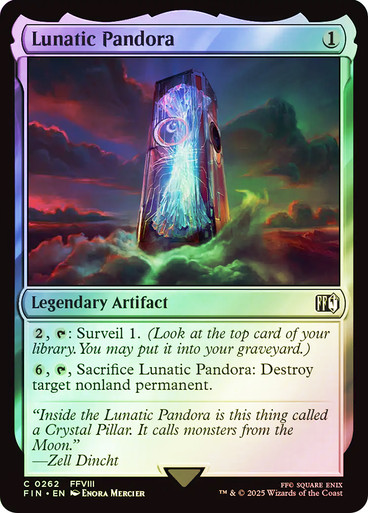 Lunatic Pandora 1
Legendary Artifact
2, : Surveil 1. (Look at the top card of your
library. You may put it into your graveyard.)
6, , Sacrifice Lunatic Pandora: Destroy
target nonland permanent.
"Inside the Lunatic Pandora is this thing called
a Crystal Pillar. It calls monsters from the
Moon."
—Zell Dincht
C 0262 FFVIII
FIN • EN Enora Mercier
FF© SQUARE ENIX
™ & © 2025 Wizards of the Coast